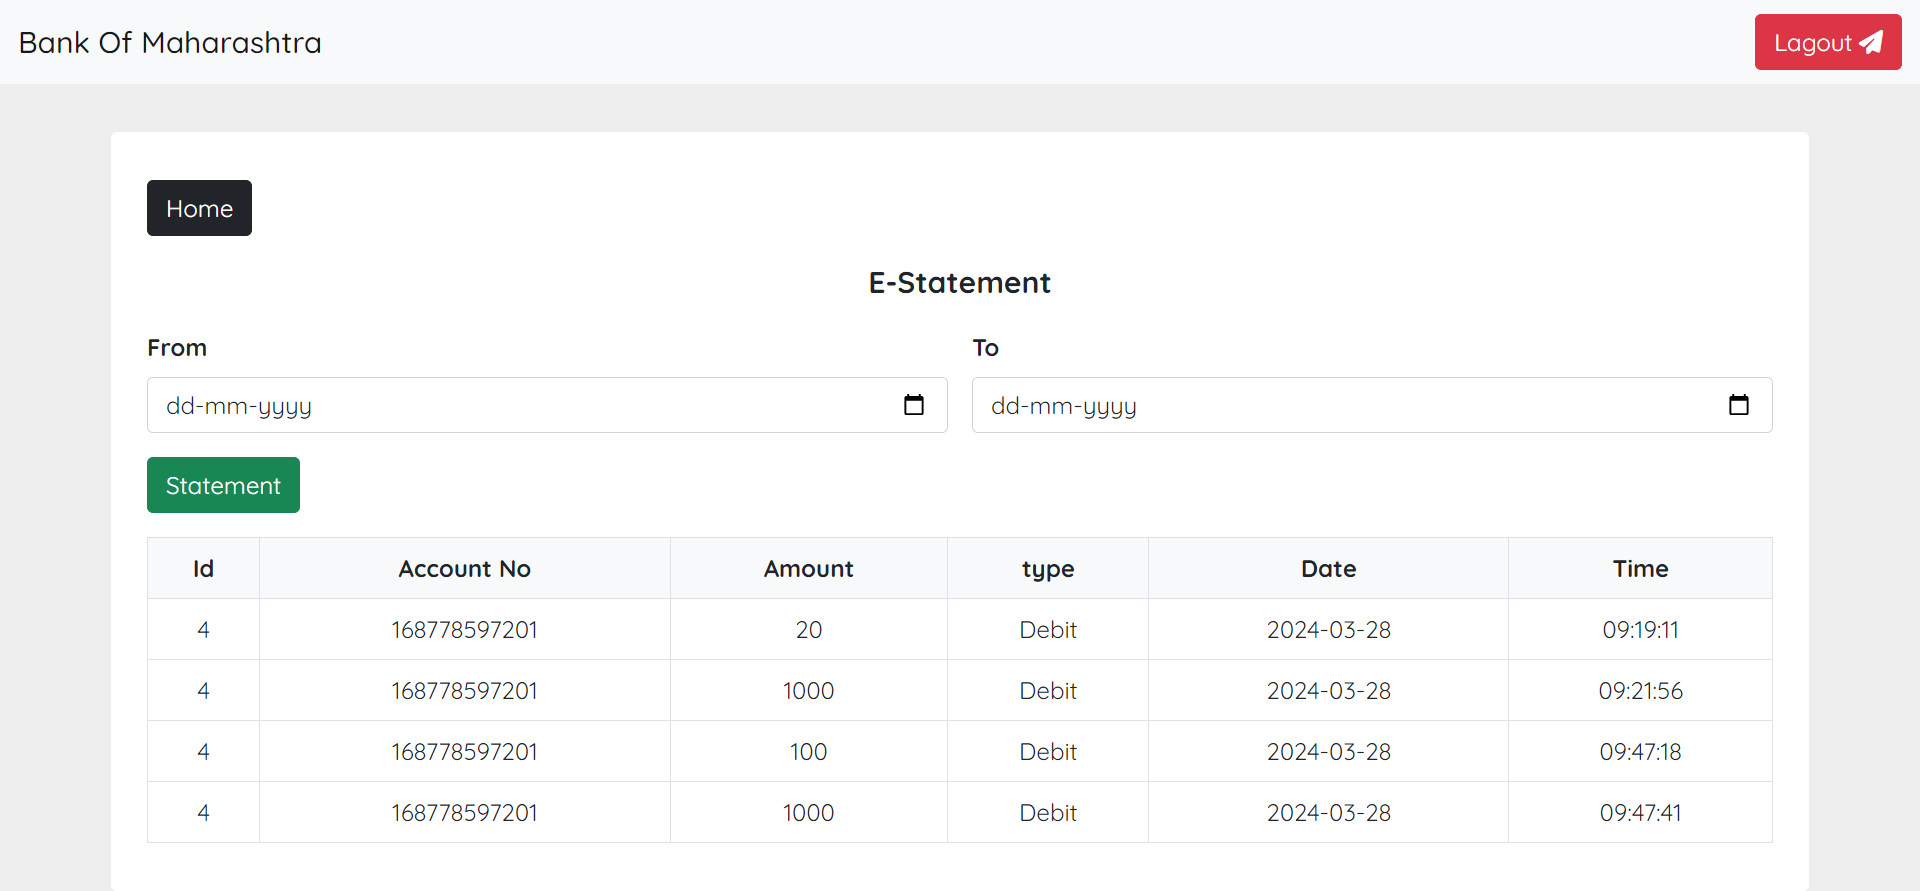 Bank Of Maharashtra
Lagout
Home
E-Statement
From To
dd-mm-yyyy dd-mm-yyyy
Statement
Id Account No Amount type Date Time
4 168778597201 20 Debit 2024-03-28 09:19:11
4 168778597201 1000 Debit 2024-03-28 09:21:56
4 168778597201 100 Debit 2024-03-28 09:47:18
4 168778597201 1000 Debit 2024-03-28 09:47:41